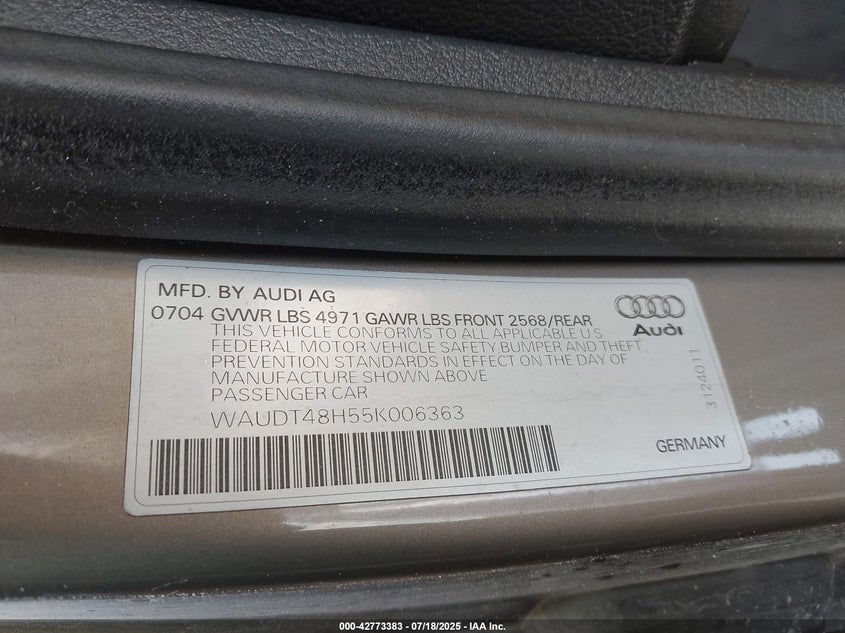 MFD. BY AUDI AG
0704 GVWR LBS 4971 GAWR LBS FRONT 2568/REAR
THIS VEHICLE CONFORMS TO ALL APPLICABLE U.S.
FEDERAL MOTOR VEHICLE SAFETY BUMPER AND THEFT
PREVENTION STANDARDS IN EFFECT ON THE DAY OF
MANUFACTURE SHOWN ABOVE
PASSENGER CAR
WAUDT48H55K006363
Audi
3124011
GERMANY
000-42773383 - 07/18/2025 - IAA Inc.